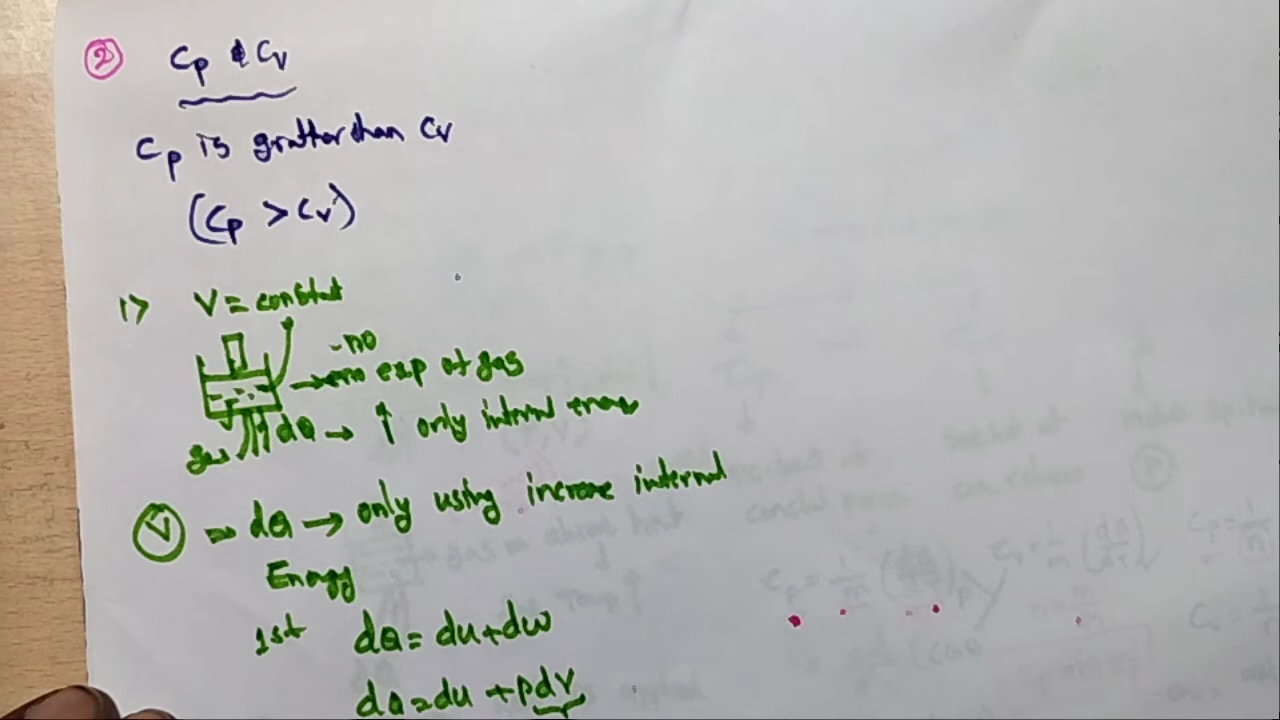 2 Cp & Cv
Cp is gratter than Cv
(Cp > Cv)
1> V = constant
-no
→ exp of gas
gas dQ → ↑ only internal energy
V ⇒ dQ → only using increase internal
Energy
1st dQ = du + dw
dQ = du + pdv